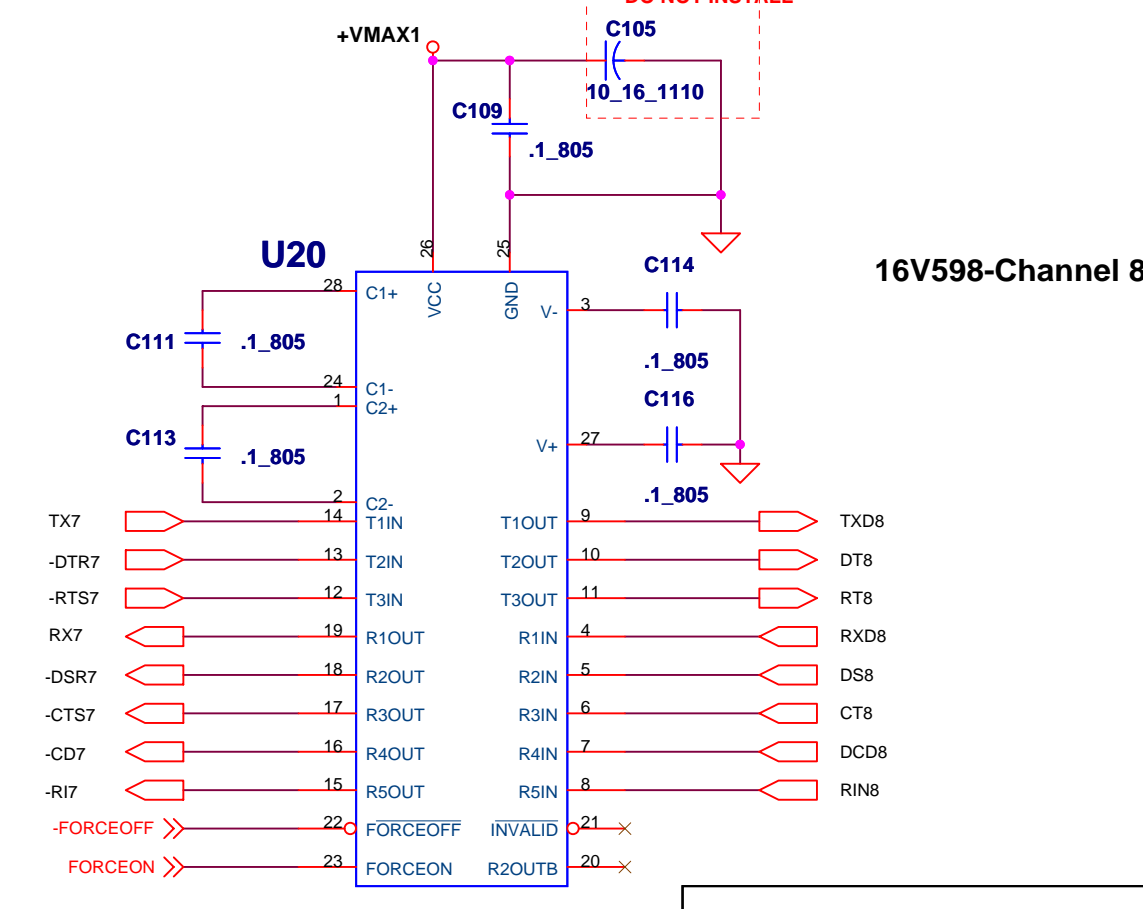 DO NOT INSTALL
C105
+VMAX1
10_16_1110
C109
.1_805
U20
26
25
C114
16V598-Channel 8
28
C1+
VCC
GND
V-
3
C111
.1_805
.1_805
24
C1-
C116
1
C2+
C113
.1_805
V+
27
.1_805
2
C2-
TX7
14
T1IN
T1OUT
9
TXD8
-DTR7
13
T2IN
T2OUT
10
DT8
-RTS7
12
T3IN
T3OUT
11
RT8
RX7
19
R1OUT
R1IN
4
RXD8
-DSR7
18
R2OUT
R2IN
5
DS8
-CTS7
17
R3OUT
R3IN
6
CT8
-CD7
16
R4OUT
R4IN
7
DCD8
-RI7
15
R5OUT
R5IN
8
RIN8
-FORCEOFF
22
FORCEOFF
INVALID
21
FORCEON
23
FORCEON
R2OUTB
20